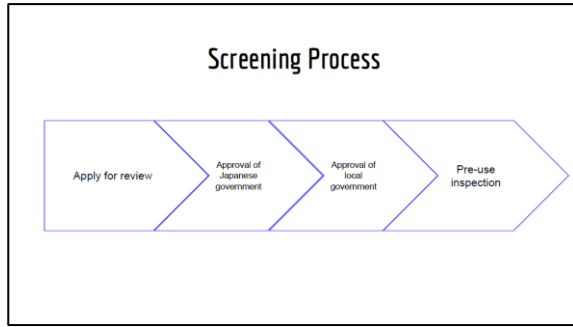 Screening Process
Apply for review
Approval of
Japanese
government
Approval of
local
government
Pre-use
inspection